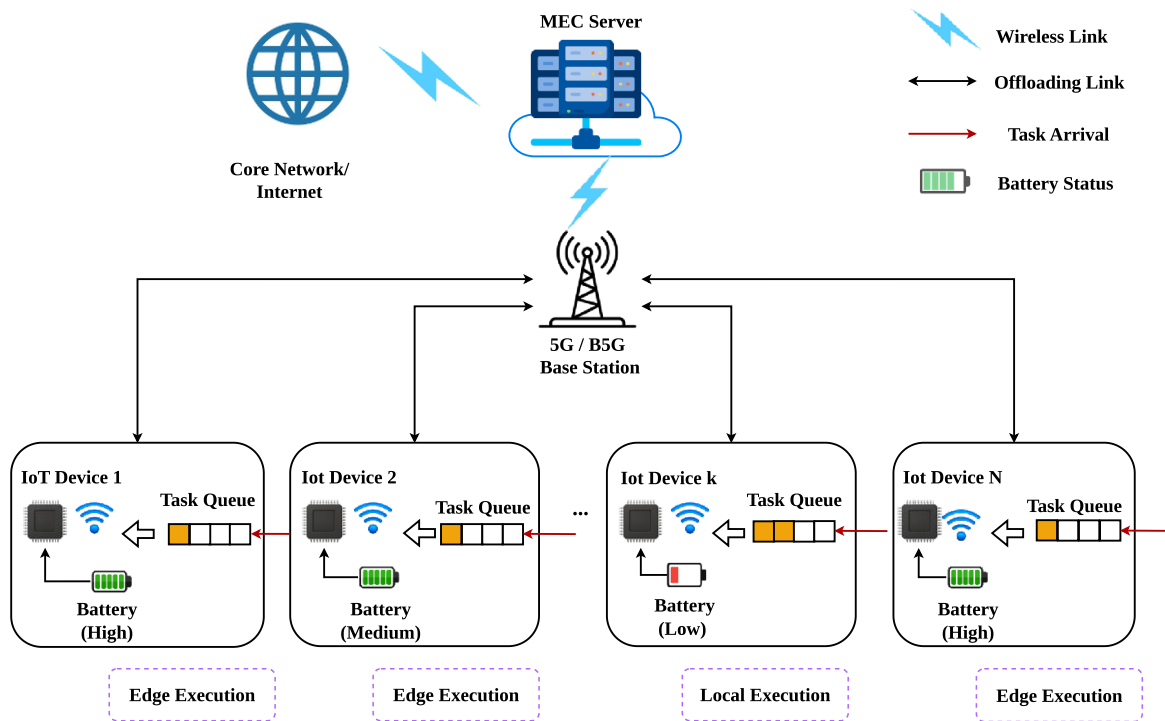 MEC Server
Wireless Link
Offloading Link
Task Arrival
Battery Status
Core Network/
Internet
5G / B5G
Base Station
IoT Device 1
Task Queue
Battery
(High)
Iot Device 2
Task Queue
Battery
(Medium)
...
Iot Device k
Task Queue
Battery
(Low)
Iot Device N
Task Queue
Battery
(High)
Edge Execution
Edge Execution
Local Execution
Edge Execution